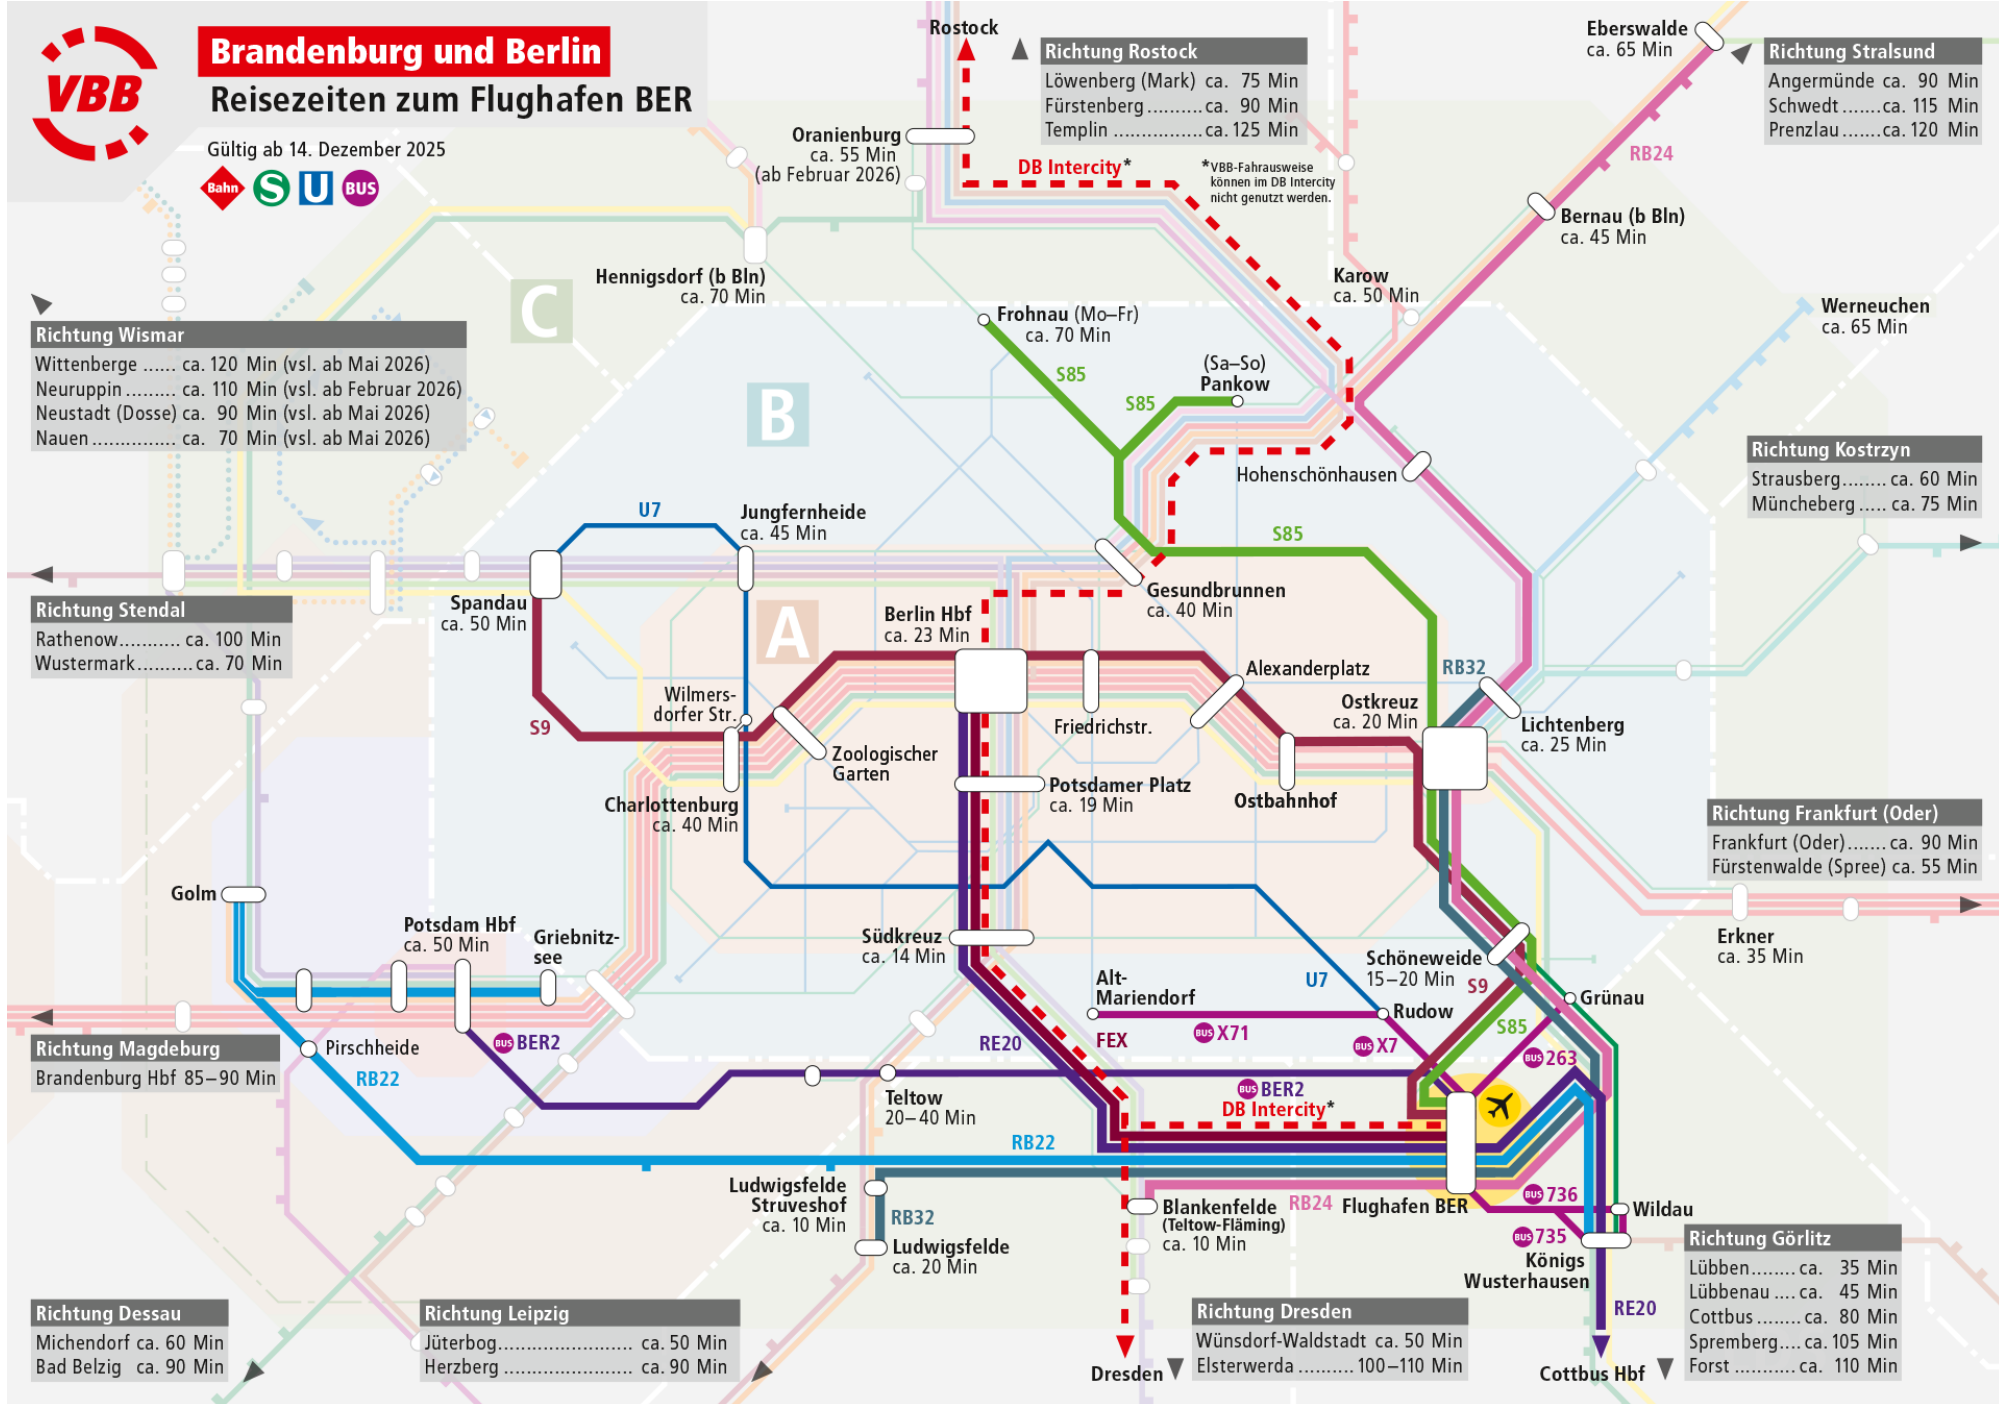 VBB
Brandenburg und Berlin
Reisezeiten zum Flughafen BER
Gültig ab 14. Dezember 2025
Bahn S U BUS
Rostock
Richtung Rostock
Löwenberg (Mark) ca. 75 Min
Fürstenberg..........ca. 90 Min
Templin ................ca. 125 Min
Eberswalde
ca. 65 Min
Richtung Stralsund
Angermünde ca. 90 Min
Schwedt.......ca. 115 Min
Prenzlau.......ca. 120 Min
Oranienburg
ca. 55 Min
(ab Februar 2026)
DB Intercity*
*VBB-Fahrausweise
können im DB Intercity
nicht genutzt werden.
RB24
Bernau (b Bln)
ca. 45 Min
Hennigsdorf (b Bln)
ca. 70 Min
C
Karow
ca. 50 Min
Frohnau (Mo–Fr)
ca. 70 Min
Werneuchen
ca. 65 Min
Richtung Wismar
Wittenberge ...... ca. 120 Min (vsl. ab Mai 2026)
Neuruppin ......... ca. 110 Min (vsl. ab Februar 2026)
Neustadt (Dosse) ca. 90 Min (vsl. ab Mai 2026)
Nauen ............... ca. 70 Min (vsl. ab Mai 2026)
S85
(Sa–So)
Pankow
S85
B
Hohenschönhausen
Richtung Kostrzyn
Strausberg........ ca. 60 Min
Müncheberg ..... ca. 75 Min
U7
Jungfernheide
ca. 45 Min
S85
Spandau
ca. 50 Min
Gesundbrunnen
ca. 40 Min
Richtung Stendal
Rathenow........... ca. 100 Min
Wustermark..........ca. 70 Min
A
Berlin Hbf
ca. 23 Min
Alexanderplatz
RB32
Wilmers-
dorfer Str.
Ostkreuz
ca. 20 Min
S9
Friedrichstr.
Lichtenberg
ca. 25 Min
Zoologischer
Garten
Potsdamer Platz
ca. 19 Min
Ostbahnhof
Charlottenburg
ca. 40 Min
Richtung Frankfurt (Oder)
Frankfurt (Oder)....... ca. 90 Min
Fürstenwalde (Spree) ca. 55 Min
Golm
Potsdam Hbf
ca. 50 Min
Griebnitz-
see
Südkreuz
ca. 14 Min
Schöneweide
15–20 Min
Erkner
ca. 35 Min
Alt-
Mariendorf
U7
S9
Grünau
Rudow
S85
BUS X71
BUS X7
BUS 263
FEX
RE20
BUS BER2
Richtung Magdeburg
Brandenburg Hbf 85–90 Min
Pirschheide
RB22
Teltow
20–40 Min
BUS BER2
DB Intercity*
RB22
Ludwigsfelde
Struveshof
ca. 10 Min
RB32
Ludwigsfelde
ca. 20 Min
Blankenfelde
(Teltow-Fläming)
ca. 10 Min
RB24
Flughafen BER
BUS 736
Wildau
BUS 735
Königs
Wusterhausen
Richtung Görlitz
Lübben........ ca. 35 Min
Lübbenau .... ca. 45 Min
Cottbus ........ ca. 80 Min
Spremberg.... ca. 105 Min
Forst ........... ca. 110 Min
RE20
Richtung Dessau
Michendorf ca. 60 Min
Bad Belzig ca. 90 Min
Richtung Leipzig
Jüterbog........................ ca. 50 Min
Herzberg ........................ ca. 90 Min
Richtung Dresden
Wünsdorf-Waldstadt ca. 50 Min
Elsterwerda .......... 100–110 Min
Dresden
Cottbus Hbf